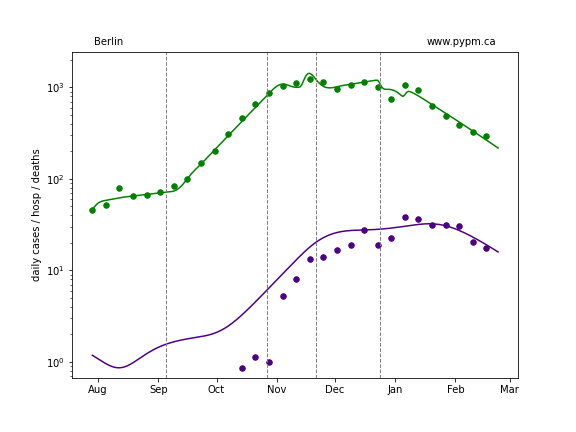 Berlin www.pypm.ca
daily cases / hosp / deaths
10³
10²
10¹
10⁰
Aug Sep Oct Nov Dec Jan Feb Mar